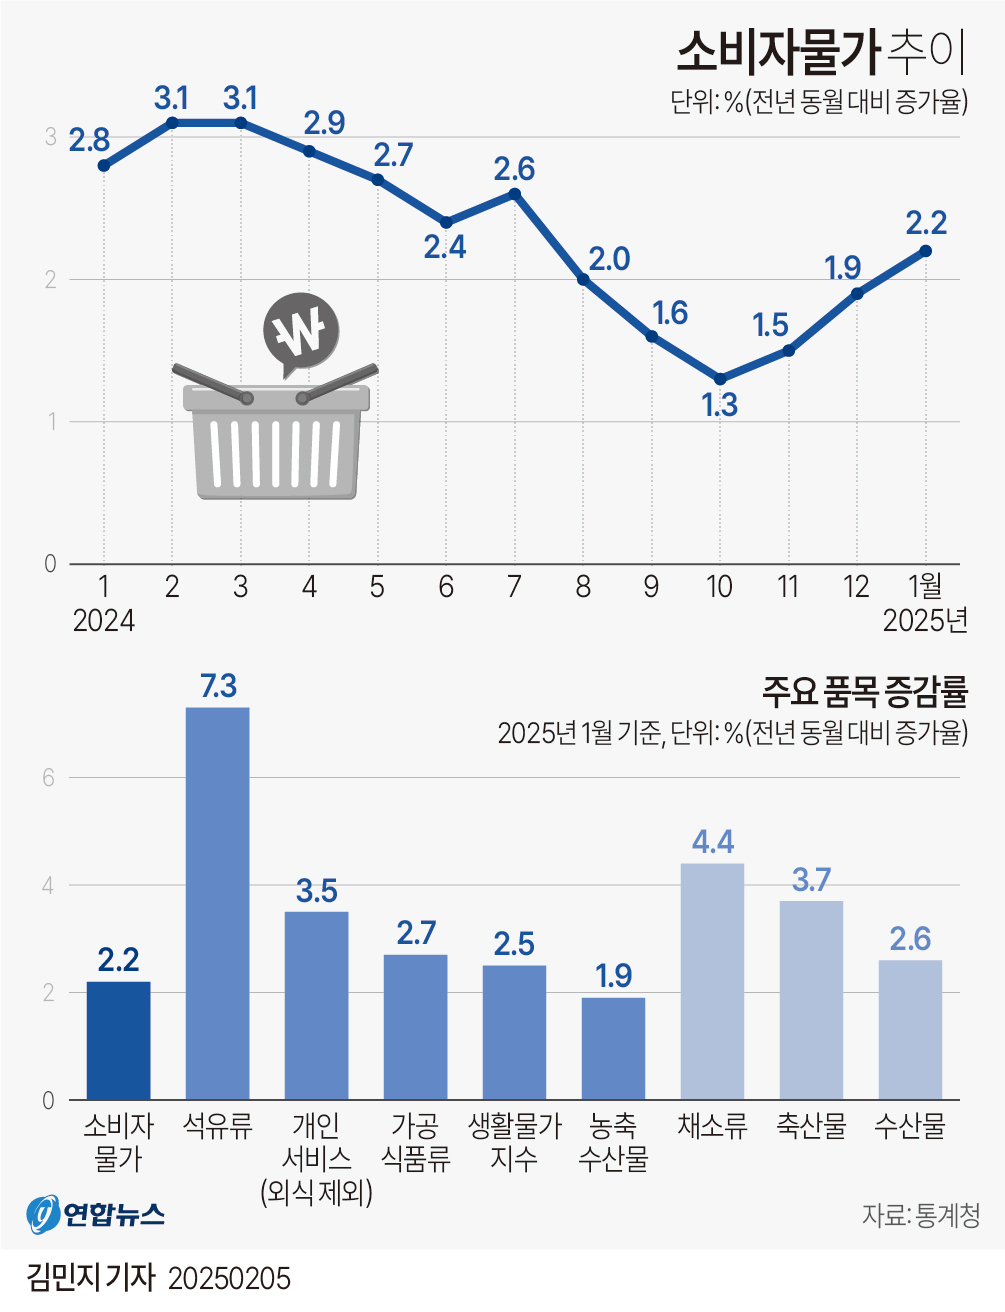 소비자물가 추이
단위: %(전년 동월 대비 증가율)
3
2
1
0
2.8
3.1
3.1
2.9
2.7
2.4
2.6
2.0
1.6
1.3
1.5
1.9
2.2
W
1 2 3 4 5 6 7 8 9 10 11 12 1월
2024 2025년
주요 품목 증감률
2025년 1월 기준, 단위: %(전년 동월 대비 증가율)
6
4
2
0
2.2
7.3
3.5
2.7
2.5
1.9
4.4
3.7
2.6
소비자
물가
석유류
개인
서비스
(외식 제외)
가공
식품류
생활물가
지수
농축
수산물
채소류
축산물
수산물
y 연합뉴스
자료: 통계청
김민지 기자 20250205